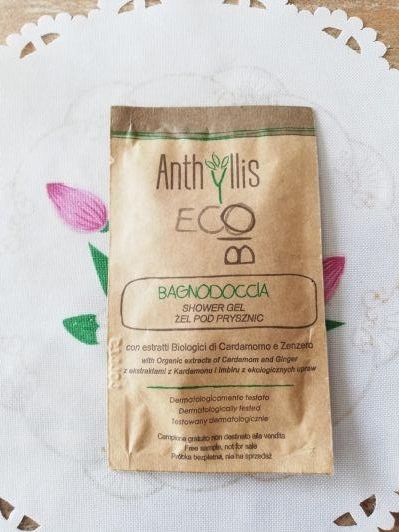 Anthyllis
ECO
BIO
BAGNODOCCIA
SHOWER GEL
ŻEL POD PRYSZNIC
con estratti Biologici di Cardamomo e Zenzero
with Organic extracts of Cardamom and Ginger
z ekstraktami z Kardamonu i Imbiru z ekologicznych upraw
Dermatologicamente testato
Dermatologically tested
Testowany dermatologicznie
Campione gratuito non destinato alla vendita
Free sample, not for sale
Próbka bezpłatna, nie na sprzedaż